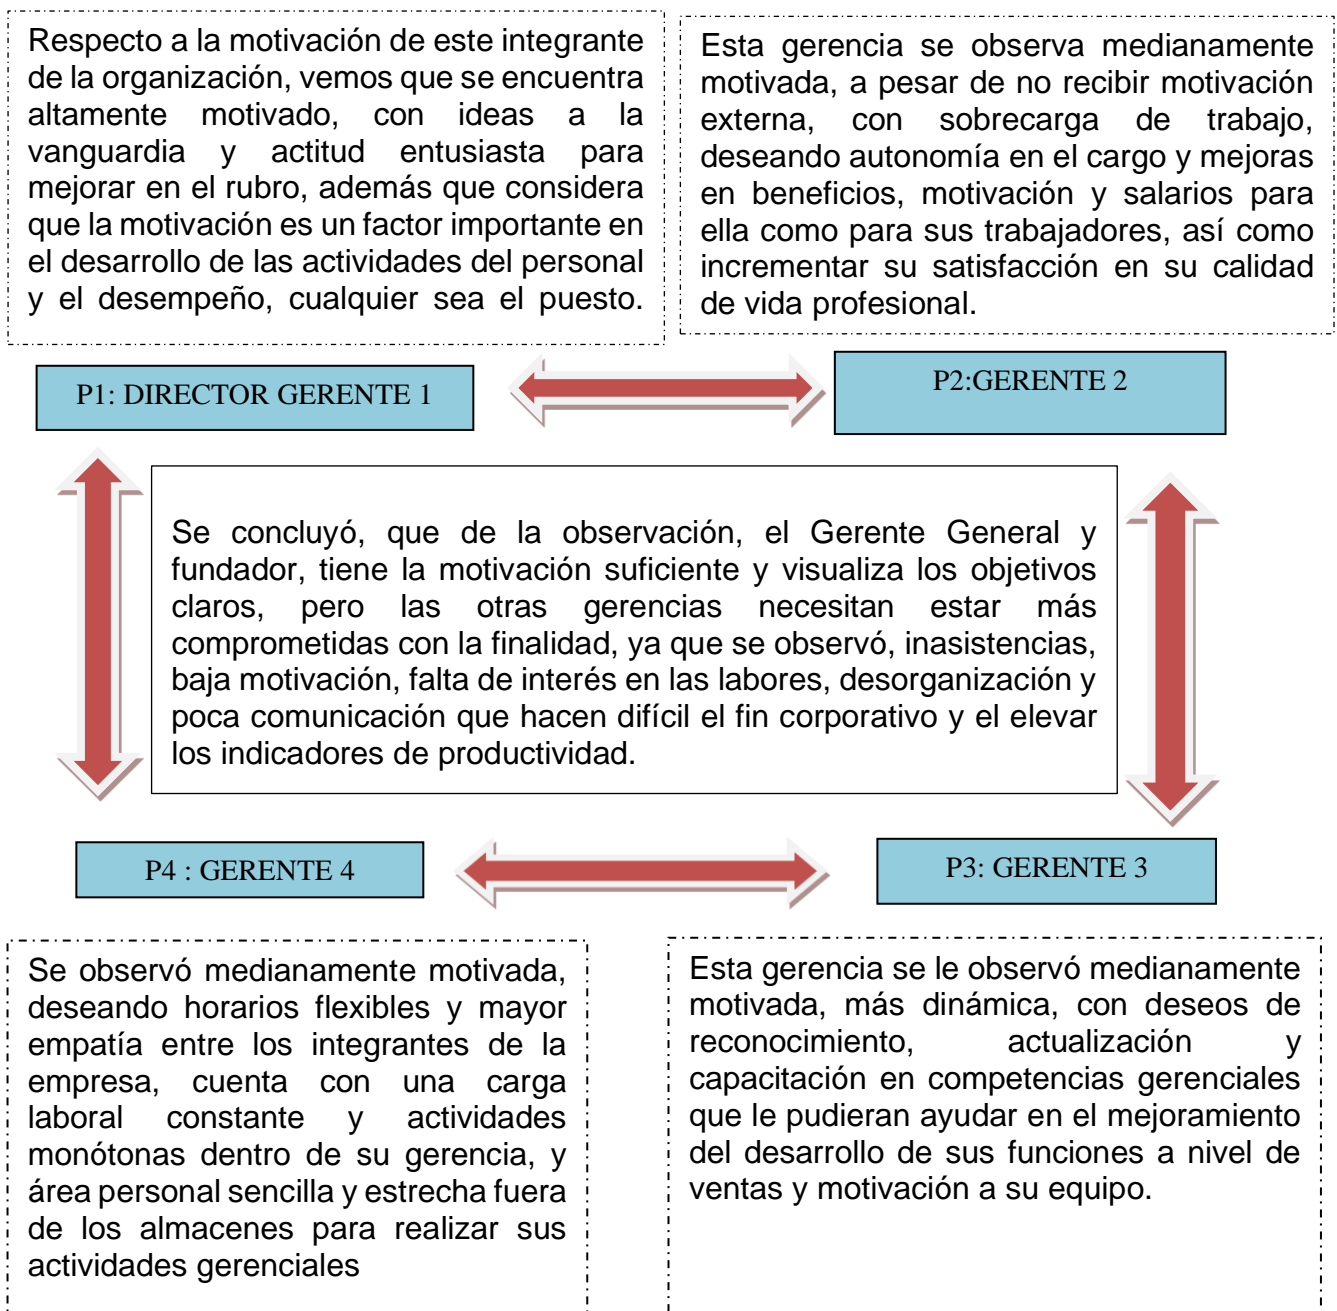 Respecto a la motivación de este integrante
de la organización, vemos que se encuentra
altamente motivado, con ideas a la
vanguardia y actitud entusiasta para
mejorar en el rubro, además que considera
que la motivación es un factor importante en
el desarrollo de las actividades del personal
y el desempeño, cualquier sea el puesto.
Esta gerencia se observa medianamente
motivada, a pesar de no recibir motivación
externa, con sobrecarga de trabajo,
deseando autonomía en el cargo y mejoras
en beneficios, motivación y salarios para
ella como para sus trabajadores, así como
incrementar su satisfacción en su calidad
de vida profesional.
P1: DIRECTOR GERENTE 1
P2:GERENTE 2
Se concluyó, que de la observación, el Gerente General y
fundador, tiene la motivación suficiente y visualiza los objetivos
claros, pero las otras gerencias necesitan estar más
comprometidas con la finalidad, ya que se observó, inasistencias,
baja motivación, falta de interés en las labores, desorganización y
poca comunicación que hacen difícil el fin corporativo y el elevar
los indicadores de productividad.
P4 : GERENTE 4
P3: GERENTE 3
Se observó medianamente motivada,
deseando horarios flexibles y mayor
empatía entre los integrantes de la
empresa, cuenta con una carga
laboral constante y actividades
monótonas dentro de su gerencia, y
área personal sencilla y estrecha fuera
de los almacenes para realizar sus
actividades gerenciales
Esta gerencia se le observó medianamente
motivada, más dinámica, con deseos de
reconocimiento, actualización y
capacitación en competencias gerenciales
que le pudieran ayudar en el mejoramiento
del desarrollo de sus funciones a nivel de
ventas y motivación a su equipo.